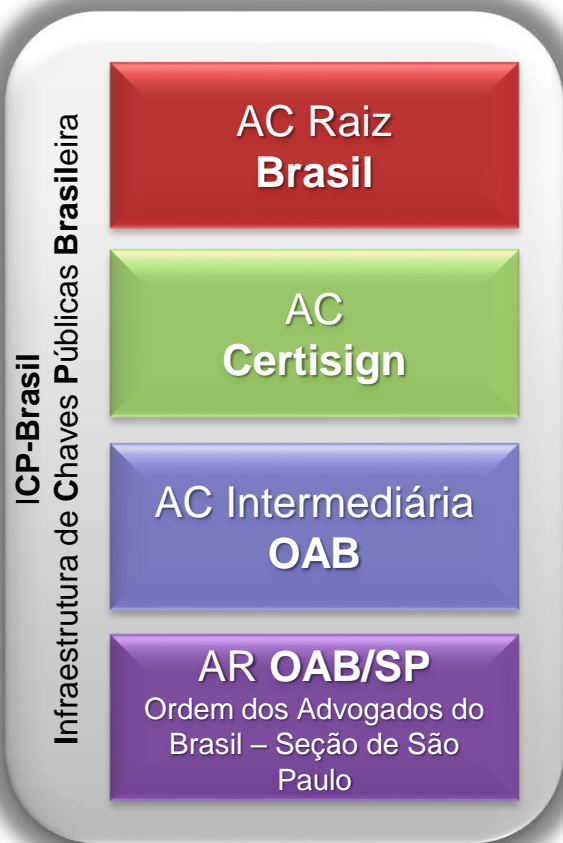 ICP-Brasil
Infraestrutura de Chaves Públicas Brasileira
AC Raiz
Brasil
AC
Certisign
AC Intermediária
OAB
AR OAB/SP
Ordem dos Advogados do
Brasil – Seção de São
Paulo